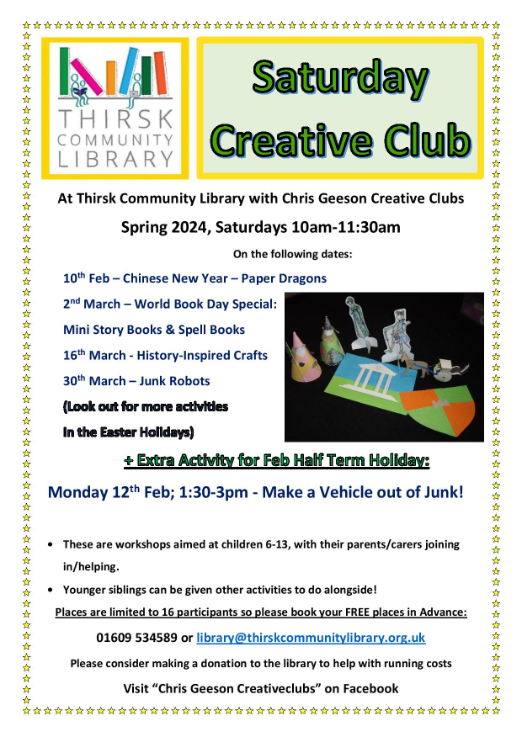 THIRSK
COMMUNITY
LIBRARY
Saturday
Creative Club
At Thirsk Community Library with Chris Geeson Creative Clubs
Spring 2024, Saturdays 10am-11:30am
On the following dates:
10th Feb – Chinese New Year – Paper Dragons
2nd March – World Book Day Special:
Mini Story Books & Spell Books
16th March - History-Inspired Crafts
30th March – Junk Robots
(Look out for more activities
In the Easter Holidays)
+ Extra Activity for Feb Half Term Holiday:
Monday 12th Feb; 1:30-3pm - Make a Vehicle out of Junk!
• These are workshops aimed at children 6-13, with their parents/carers joining
in/helping.
• Younger siblings can be given other activities to do alongside!
Places are limited to 16 participants so please book your FREE places in Advance:
01609 534589 or library@thirskcommunitylibrary.org.uk
Please consider making a donation to the library to help with running costs
Visit “Chris Geeson Creativeclubs” on Facebook